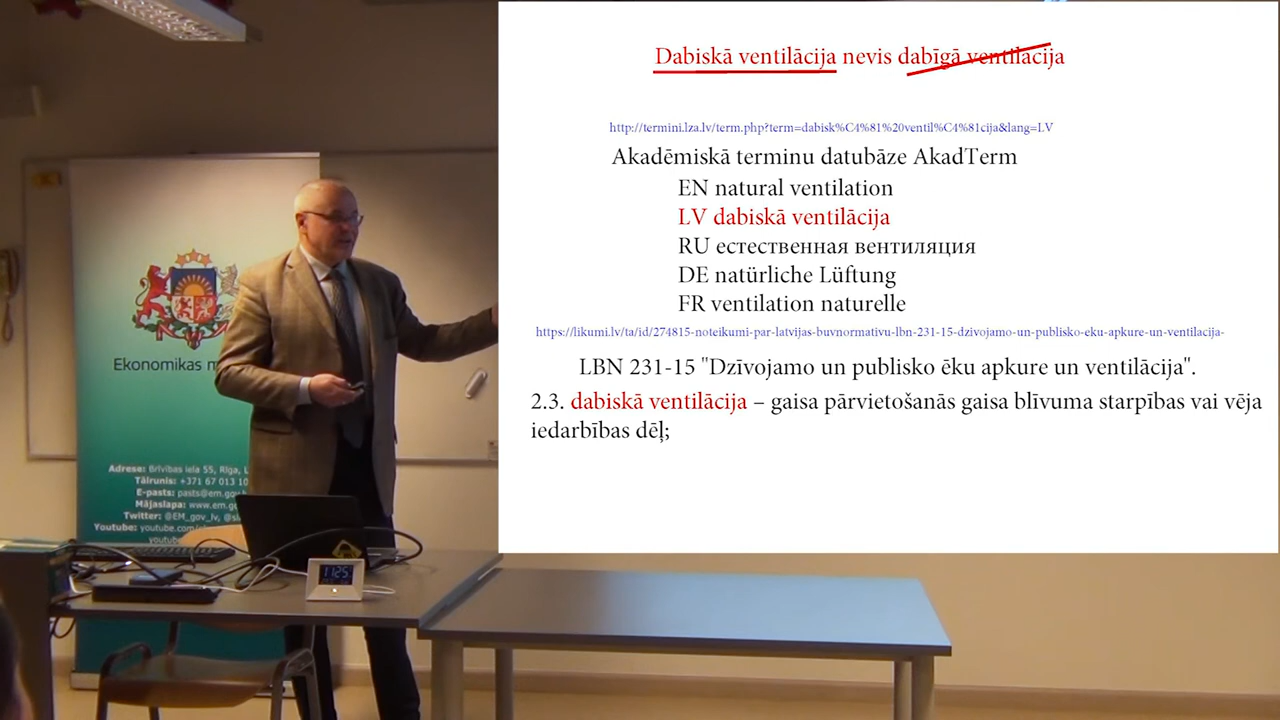 Dabiskā ventilācija nevis dabīgā ventilācija
http://termini.lza.lv/term.php?term=dabisk%C4%81%20ventil%C4%81cija&lang=LV
Akadēmiskā terminu datubāze AkadTerm
EN natural ventilation
LV dabiskā ventilācija
RU естественная вентиляция
DE natürliche Lüftung
FR ventilation naturelle
https://likumi.lv/ta/id/274815-noteikumi-par-latvijas-buvnormativu-lbn-231-15-dzivojamo-un-publisko-eku-apkure-un-ventilacija-
LBN 231-15 "Dzīvojamo un publisko ēku apkure un ventilācija".
2.3. dabiskā ventilācija – gaisa pārvietošanās gaisa blīvuma starpības vai vēja
iedarbības dēļ;
Ekonomikas m
Adrese: Brīvības iela 55, Rīga, L
Tālrunis: +371 67 013 10
E-pasts: pasts@em.gov
Mājaslapa: www.em.go
Twitter: @EM_gov_lv, @si
Youtube: youtube.com
youtube
11:25